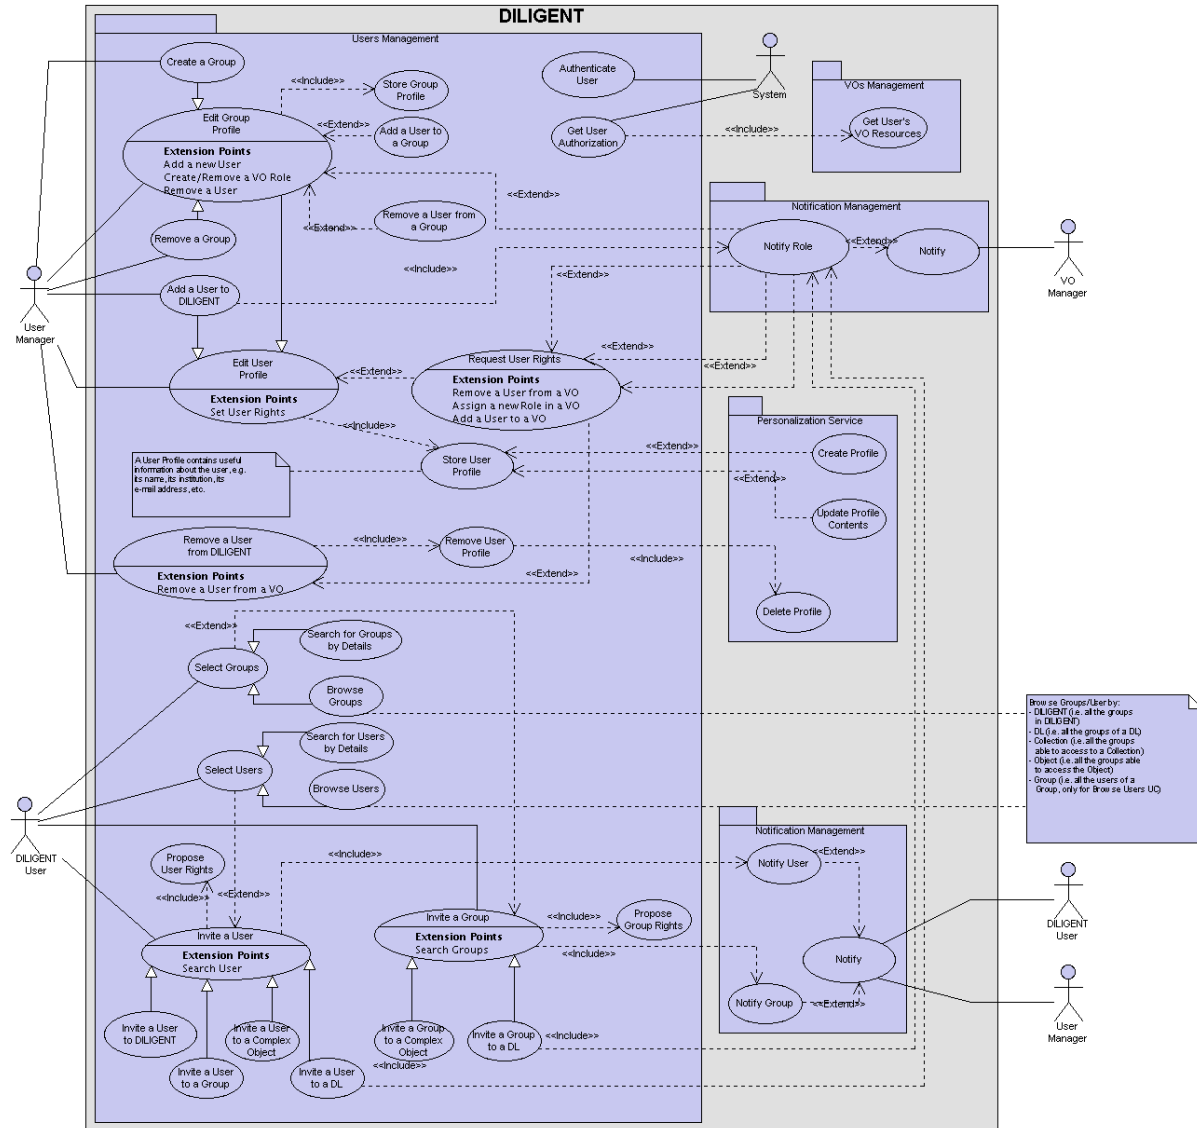 DILIGENT
Users Management
Create a Group
<<Include>>
Store Group
Profile
Authenticate
User
System
VOs Management
Edit Group
Profile
<<Extend>>
Add a User to
a Group
Get User
Authorization
<<Include>>
Get User's
VO Resources
Extension Points
Add a new User
Create/Remove a VO Role
Remove a User
<<Extend>>
Remove a User from
a Group
<<Extend>>
Notification Management
Remove a Group
Notify Role
<<Extend>>
Notify
VO
Manager
<<Include>>
<<Extend>>
Add a User to
DILIGENT
User
Manager
Edit User
Profile
Request User Rights
<<Extend>>
<<Extend>>
<<Extend>>
Extension Points
Set User Rights
Extension Points
Remove a User from a VO
Assign a new Role in a VO
Add a User to a VO
<<Include>>
Personalization Service
<<Extend>>
Create Profile
A User Profile contains useful
information about the user, e.g.
its name, its institution, its
e-mail address, etc.
Store User
Profile
<<Extend>>
Update Profile
Contents
Remove a User
from DILIGENT
<<Include>>
Remove User
Profile
<<Include>>
Extension Points
Remove a User from a VO
<<Extend>>
Delete Profile
<<Extend>>
Search for Groups
by Details
Select Groups
Browse
Groups
Browse Groups/User by:
- DILIGENT (i.e. all the groups
in DILIGENT)
- DL (i.e. all the groups of a DL)
- Collection (i.e. all the groups
able to access to a Collection)
- Object (i.e. all the groups able
to access the Object)
- Group (i.e. all the users of a
Group, only for Browse Users UC)
Search for Users
by Details
Select Users
Browse Users
DILIGENT
User
Notification Management
Propose
User Rights
<<Include>>
Notify User
<<Extend>>
<<Include>>
<<Extend>>
Invite a User
Extension Points
Search User
Invite a Group
Extension Points
Search Groups
<<Include>>
Propose
Group Rights
<<Include>>
DILIGENT
User
Notify
Notify Group
<<Extend>>
User
Manager
Invite a User
to DILIGENT
Invite a User
to a Complex
Object
Invite a Group
to a Complex
Object
Invite a Group
to a DL
<<Include>>
Invite a User
to a Group
Invite a User
to a DL
<<Include>>